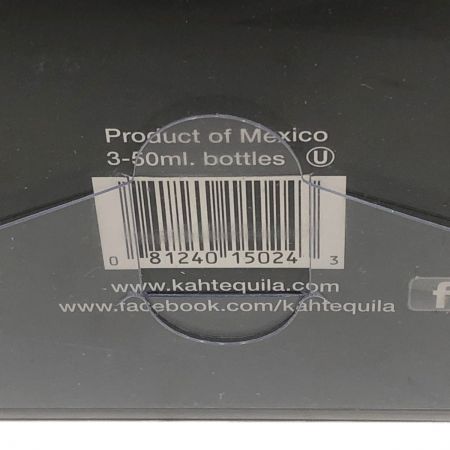 Product of Mexico
3-50ml. bottles U
0 81240 15024 3
www.kahtequila.com
www.facebook.com/kahtequila
f